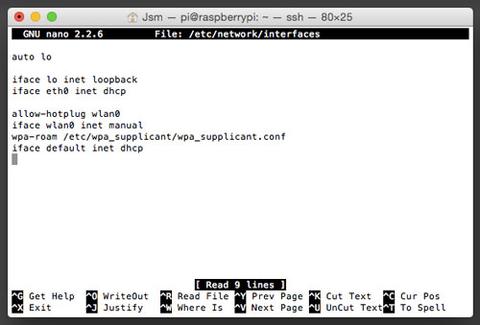 Jsm — pi@raspberrypi: ~ — ssh — 80×25
GNU nano 2.2.6 File: /etc/network/interfaces
auto lo
iface lo inet loopback
iface eth0 inet dhcp
allow-hotplug wlan0
iface wlan0 inet manual
wpa-roam /etc/wpa_supplicant/wpa_supplicant.conf
iface default inet dhcp
[ Read 9 lines ]
^G Get Help ^O WriteOut ^R Read File ^Y Prev Page ^K Cut Text ^C Cur Pos
^X Exit ^J Justify ^W Where Is ^V Next Page ^U UnCut Text ^T To Spell